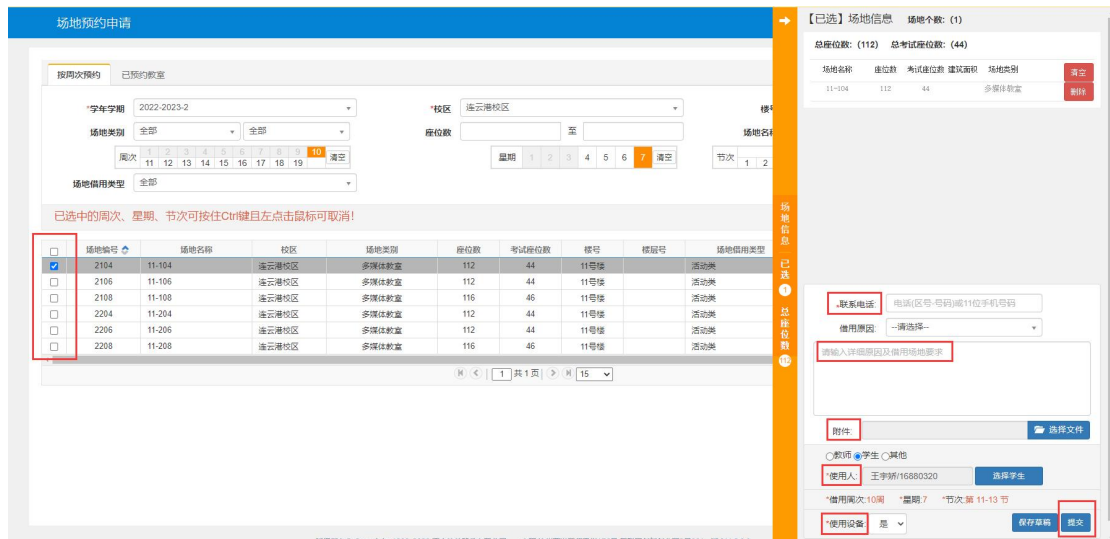 场地预约申请
按周次预约 已预约教室
*学年学期 2022-2023-2 *校区 连云港校区 楼号
场地类别 全部 全部 座位数 至 场地名称
周次 1 2 3 4 5 6 7 8 9 10 清空 星期 1 2 3 4 5 6 7 清空 节次 1 2
11 12 13 14 15 16 17 18 19
场地借用类型 全部
已选中的周次、星期、节次可按住Ctrl键且左点击鼠标可取消!
场地编号 场地名称 校区 场地类别 座位数 考试座位数 楼号 楼层号 场地借用类型
2104 11-104 连云港校区 多媒体教室 112 44 11号楼 活动类
2106 11-106 连云港校区 多媒体教室 112 44 11号楼 活动类
2108 11-108 连云港校区 多媒体教室 116 46 11号楼 活动类
2204 11-204 连云港校区 多媒体教室 112 44 11号楼 活动类
2206 11-206 连云港校区 多媒体教室 112 44 11号楼 活动类
2208 11-208 连云港校区 多媒体教室 116 46 11号楼 活动类
1 共1页 15
场地信息 已选 1 总座位数 112
【已选】场地信息 场地个数: (1)
总座位数: (112) 总考试座位数: (44)
场地名称 座位数 考试座位数 建筑面积 场地类别 清空
11-104 112 44 多媒体教室 删除
*联系电话: 电话(区号-号码)或11位手机号码
借用原因: --请选择--
请输入详细原因及借用场地要求
附件: 选择文件
教师 学生 其他
*使用人: 王宇娇/16880320 选择学生
*借用周次:10周 *星期:7 *节次:第 11-13 节
*使用设备: 是 保存草稿 提交